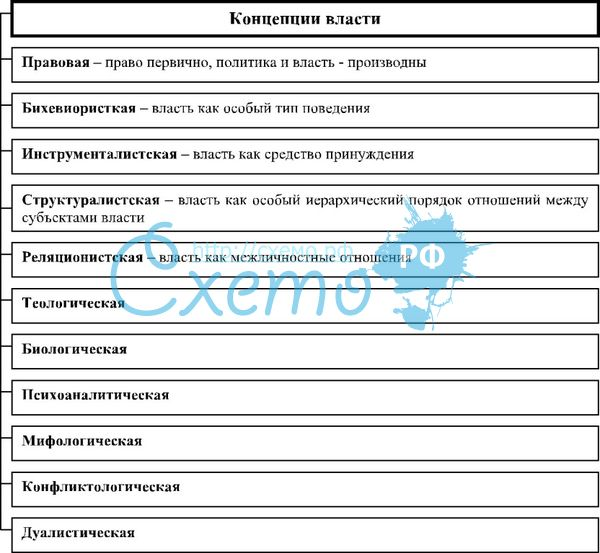 Концепции власти
Правовая – право первично, политика и власть - производны
Бихевиористкая – власть как особый тип поведения
Инструменталистская – власть как средство принуждения
Структуралистская – власть как особый иерархический порядок отношений между
субъектами власти
http://схемо.рф
Реляционистская – власть как межличностные отношения
Схемо РФ
Теологическая
Биологическая
Психоаналитическая
Мифологическая
Конфликтологическая
Дуалистическая